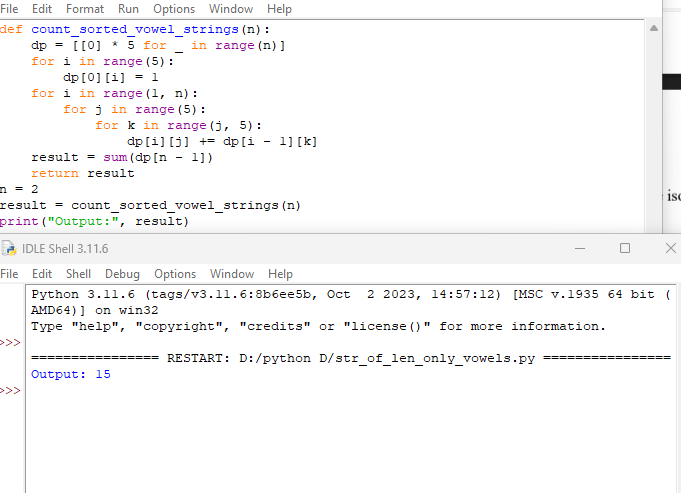 File Edit Format Run Options Window Help
def count_sorted_vowel_strings(n):
    dp = [[0] * 5 for _ in range(n)]
    for i in range(5):
        dp[0][i] = 1
    for i in range(1, n):
        for j in range(5):
            for k in range(j, 5):
                dp[i][j] += dp[i - 1][k]
    result = sum(dp[n - 1])
    return result
n = 2
result = count_sorted_vowel_strings(n)
print("Output:", result)
IDLE Shell 3.11.6
File Edit Shell Debug Options Window Help
Python 3.11.6 (tags/v3.11.6:8b6ee5b, Oct  2 2023, 14:57:12) [MSC v.1935 64 bit (
AMD64)] on win32
Type "help", "copyright", "credits" or "license()" for more information.
>>>
================ RESTART: D:/python D/str_of_len_only_vowels.py ================
Output: 15
>>>